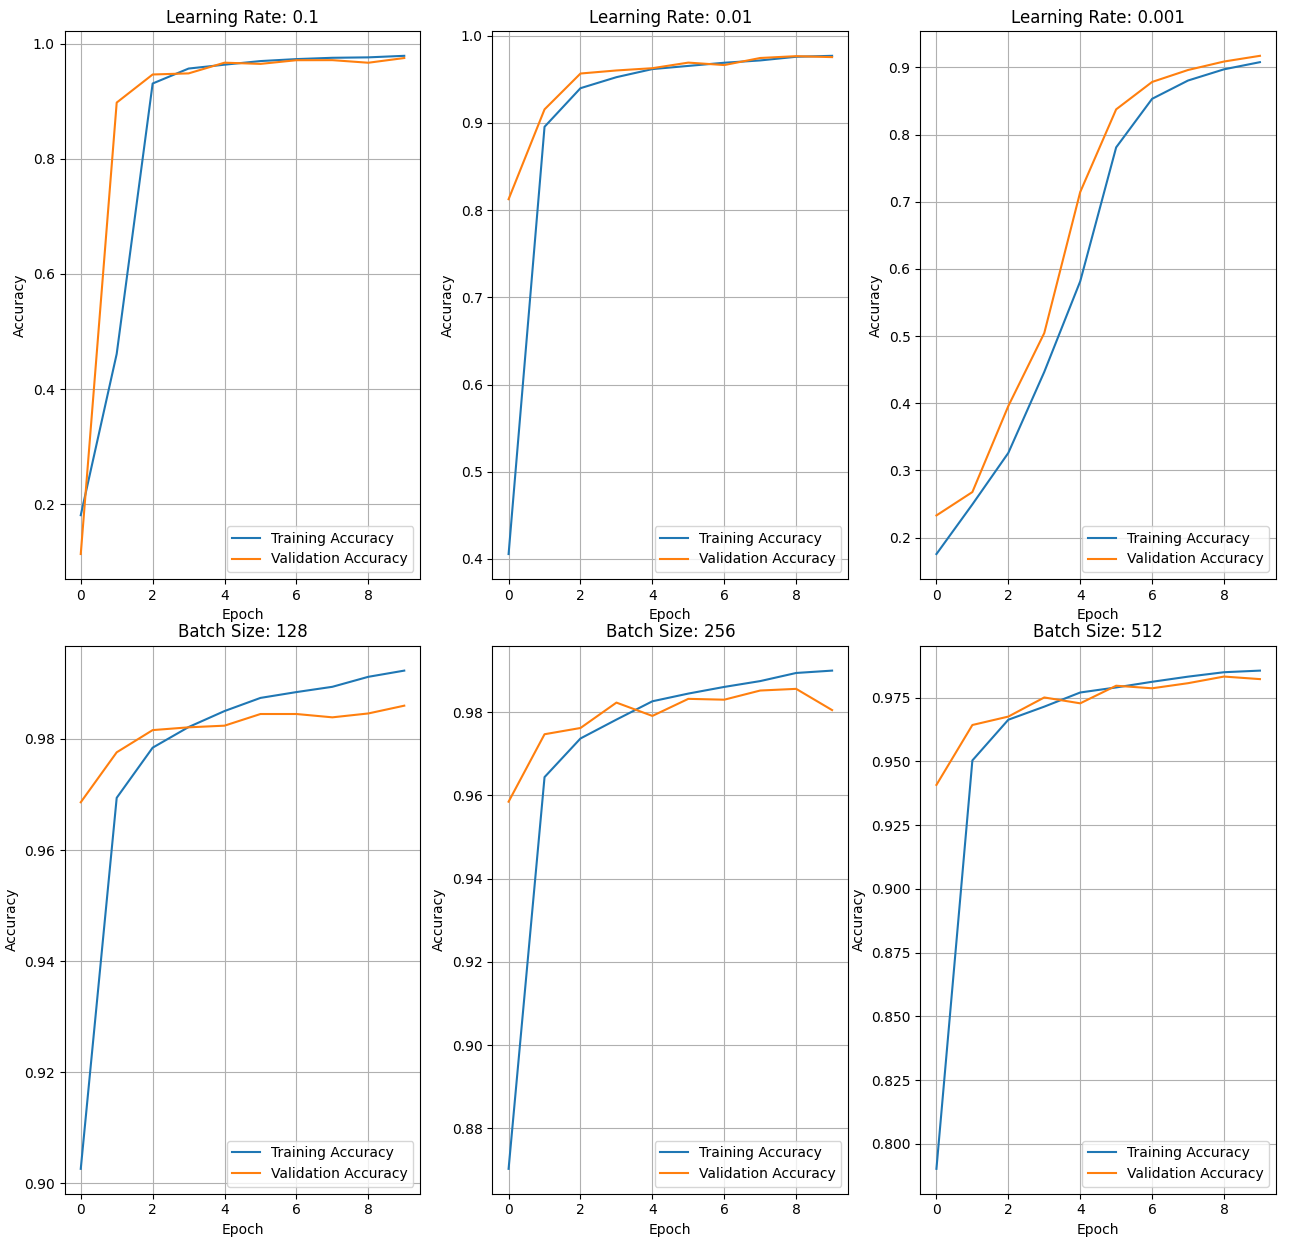 Learning Rate: 0.1
1.0
0.8
0.6
0.4
0.2
Accuracy
0 2 4 6 8
Epoch
Training Accuracy
Validation Accuracy
Learning Rate: 0.01
1.0
0.9
0.8
0.7
0.6
0.5
0.4
Accuracy
0 2 4 6 8
Epoch
Training Accuracy
Validation Accuracy
Learning Rate: 0.001
0.9
0.8
0.7
0.6
0.5
0.4
0.3
0.2
Accuracy
0 2 4 6 8
Epoch
Training Accuracy
Validation Accuracy
Batch Size: 128
0.98
0.96
0.94
0.92
0.90
Accuracy
0 2 4 6 8
Epoch
Training Accuracy
Validation Accuracy
Batch Size: 256
0.98
0.96
0.94
0.92
0.90
0.88
Accuracy
0 2 4 6 8
Epoch
Training Accuracy
Validation Accuracy
Batch Size: 512
0.975
0.950
0.925
0.900
0.875
0.850
0.825
0.800
Accuracy
0 2 4 6 8
Epoch
Training Accuracy
Validation Accuracy